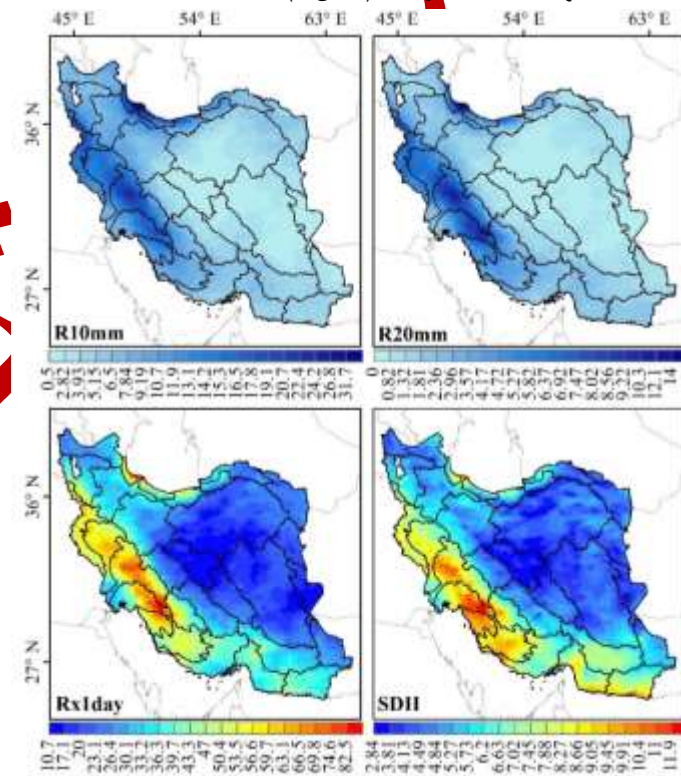 45° E 54° E 63° E 45° E 54° E 63° E
36° N
27° N
R10mm R20mm
0.5 2.82 3.93 5.15 6.5 7.84 9.19 10.7 11.9 13.1 14.2 15.3 16.5 17.8 19.1 20.7 22.4 24.2 26.8 31.7
0 0.82 1.32 1.81 2.36 2.96 3.57 4.17 4.72 5.27 5.82 6.37 6.92 7.47 8.02 8.56 9.22 10.3 12.1 14
36° N
27° N
Rx1day SDII
10.7 17.1 20 23.1 26.4 30.1 33.2 36.3 39.7 43.3 47 50.4 53.5 56.6 59.7 63.1 66.5 69.8 74.6 82.5
2.84 3.81 4.13 4.49 4.84 5.27 5.73 6.2 6.63 7.02 7.45 7.88 8.27 8.66 9.05 9.45 9.91 10.4 11 11.9